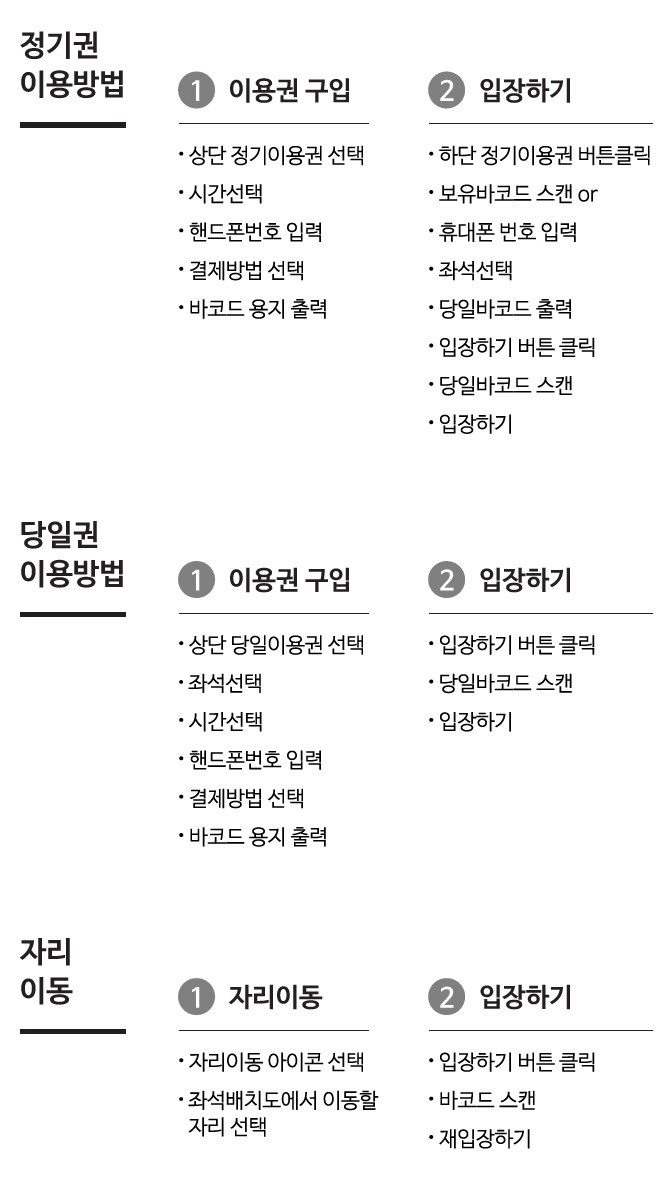 정기권
이용방법
1 이용권 구입
· 상단 정기이용권 선택
· 시간선택
· 핸드폰번호 입력
· 결제방법 선택
· 바코드 용지 출력
2 입장하기
· 하단 정기이용권 버튼클릭
· 보유바코드 스캔 or
· 휴대폰 번호 입력
· 좌석선택
· 당일바코드 출력
· 입장하기 버튼 클릭
· 당일바코드 스캔
· 입장하기
당일권
이용방법
1 이용권 구입
· 상단 당일이용권 선택
· 좌석선택
· 시간선택
· 핸드폰번호 입력
· 결제방법 선택
· 바코드 용지 출력
2 입장하기
· 입장하기 버튼 클릭
· 당일바코드 스캔
· 입장하기
자리
이동
1 자리이동
· 자리이동 아이콘 선택
· 좌석배치도에서 이동할
자리 선택
2 입장하기
· 입장하기 버튼 클릭
· 바코드 스캔
· 재입장하기